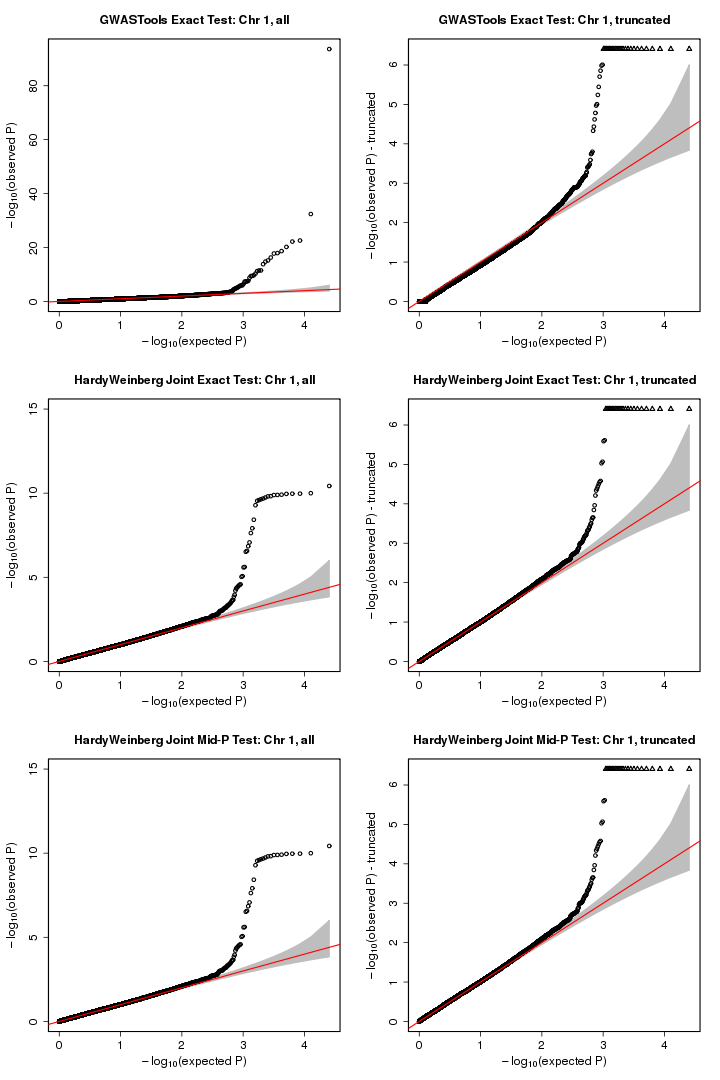 GWASTools Exact Test: Chr 1, all
− log10(observed P)
80
60
40
20
0
0 1 2 3 4
− log10(expected P)
GWASTools Exact Test: Chr 1, truncated
− log10(observed P) - truncated
6
5
4
3
2
1
0
0 1 2 3 4
− log10(expected P)
HardyWeinberg Joint Exact Test: Chr 1, all
− log10(observed P)
15
10
5
0
0 1 2 3 4
− log10(expected P)
HardyWeinberg Joint Exact Test: Chr 1, truncated
− log10(observed P) - truncated
6
5
4
3
2
1
0
0 1 2 3 4
− log10(expected P)
HardyWeinberg Joint Mid-P Test: Chr 1, all
− log10(observed P)
15
10
5
0
0 1 2 3 4
− log10(expected P)
HardyWeinberg Joint Mid-P Test: Chr 1, truncated
− log10(observed P) - truncated
6
5
4
3
2
1
0
0 1 2 3 4
− log10(expected P)